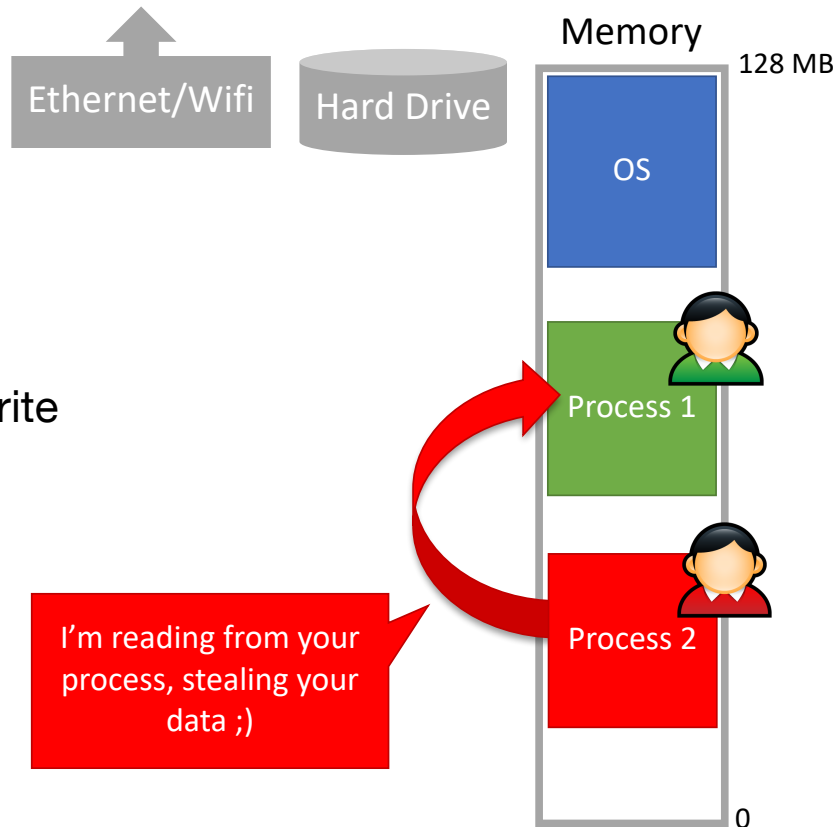 Memory
128 MB
Ethernet/Wifi
Hard Drive
OS
rite
Process 1
I'm reading from your
process, stealing your
data ;)
Process 2
0